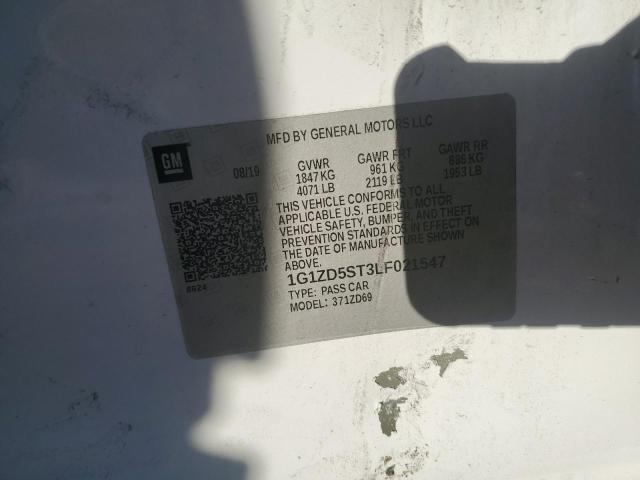 MFD BY GENERAL MOTORS LLC
GM
08/19
GVWR GAWR FRT GAWR RR
1847 KG 961 KG 886 KG
4071 LB 2119 LB 1953 LB
THIS VEHICLE CONFORMS TO ALL
APPLICABLE U.S. FEDERAL MOTOR
VEHICLE SAFETY, BUMPER, AND THEFT
PREVENTION STANDARDS IN EFFECT ON
THE DATE OF MANUFACTURE SHOWN
ABOVE.
8624
1G1ZD5ST3LF021547
TYPE: PASS CAR
MODEL: 371ZD69